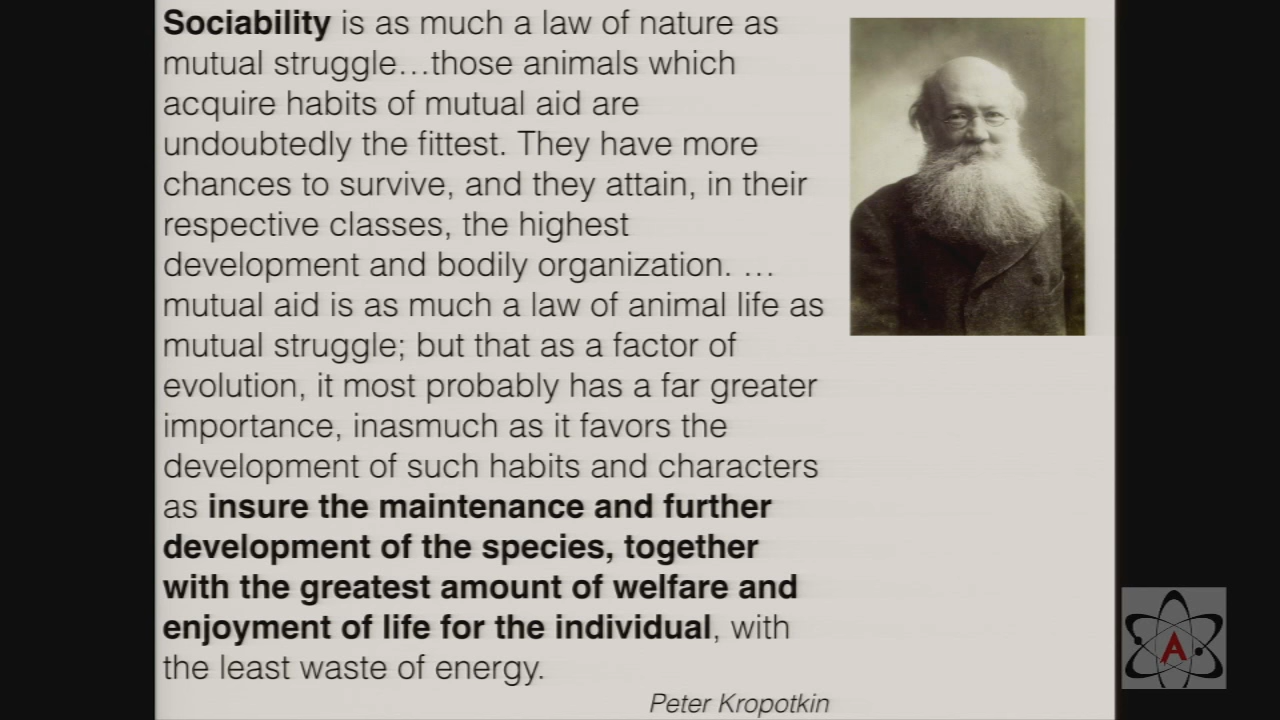 Sociability is as much a law of nature as
mutual struggle…those animals which
acquire habits of mutual aid are
undoubtedly the fittest. They have more
chances to survive, and they attain, in their
respective classes, the highest
development and bodily organization. …
mutual aid is as much a law of animal life as
mutual struggle; but that as a factor of
evolution, it most probably has a far greater
importance, inasmuch as it favors the
development of such habits and characters
as insure the maintenance and further
development of the species, together
with the greatest amount of welfare and
enjoyment of life for the individual, with
the least waste of energy.
Peter Kropotkin
A